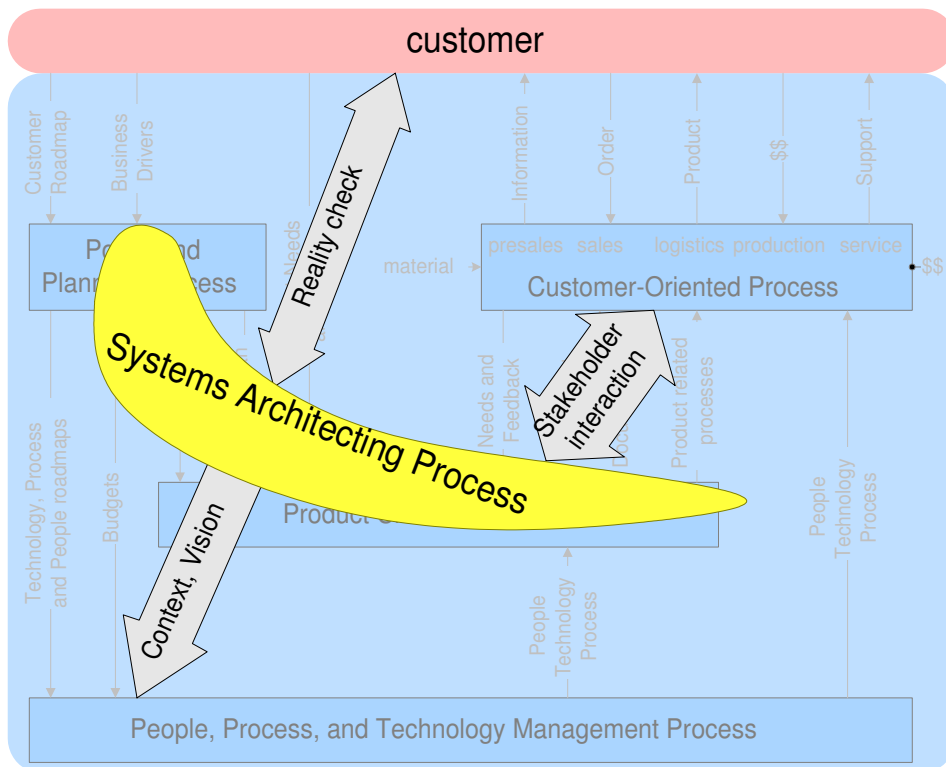 customer
Customer
Roadmap
Business
Drivers
Needs
Information
Order
Product
$$
Support
Reality check
Planning
presales sales logistics production service
material
$$
Customer-Oriented Process
Systems Architecting Process
Stakeholder
interaction
Needs and
Feedback
Product related
processes
Technology, Process
and People roadmaps
Budgets
Product
Context, Vision
People
Technology
Process
People
Technology
Process
People, Process, and Technology Management Process